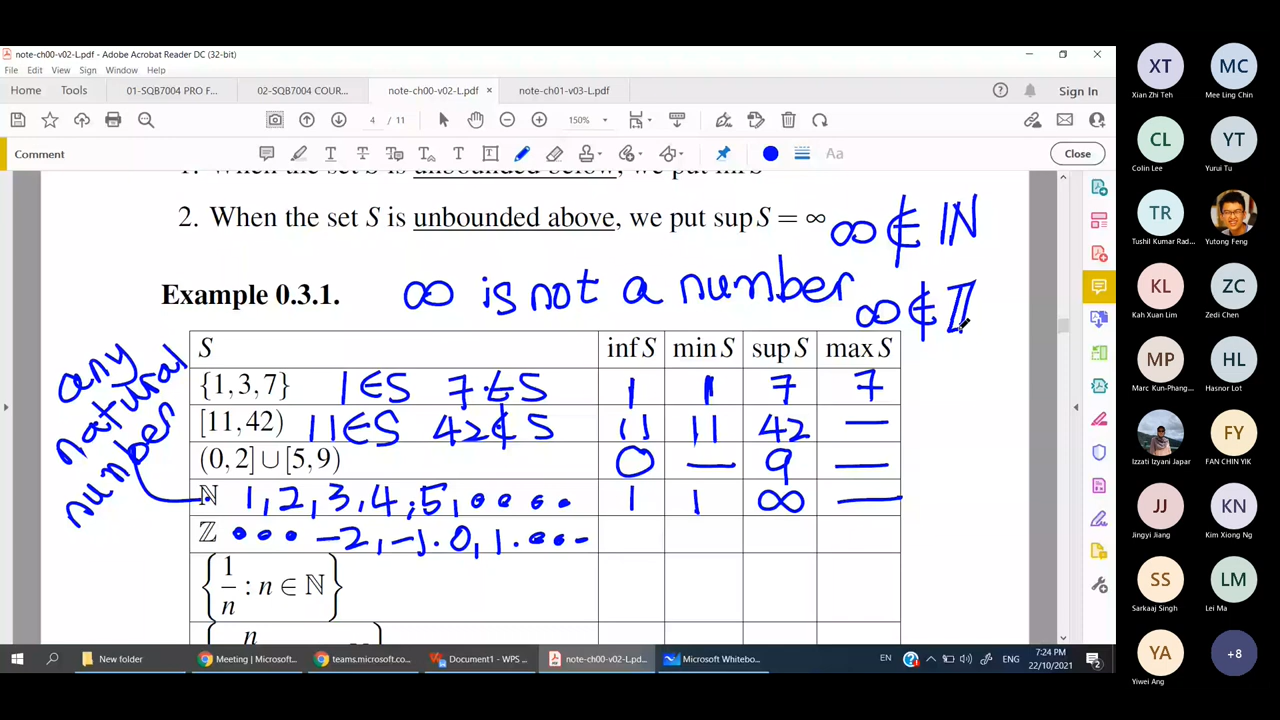 note-ch00-v02-L.pdf - Adobe Acrobat Reader DC (32-bit)
File Edit View Sign Window Help
Home Tools 01-SQB7004 PRO F... 02-SQB7004 COUR... note-ch00-v02-L.pdf × note-ch01-v03-L.pdf Sign In
4 / 11 150%
Comment Aa Close
2. When the set S is unbounded above, we put sup S = ∞ ∞ ∉ ℕ
Example 0.3.1. ∞ is not a number ∞ ∉ ℤ
any natural number
S inf S min S sup S max S
{1, 3, 7} 1∈S 7∈S 1 1 7 7
[11, 42) 11∈S 42∉S 11 11 42 —
(0, 2] ∪ [5, 9) 0 — 9 —
ℕ 1, 2, 3, 4, 5, .... 1 1 ∞ —
ℤ ... -2, -1. 0, 1. ...
{1/n : n ∈ ℕ}
n
XT MC
Xian Zhi Teh Mee Ling Chin
CL YT
Colin Lee Yurui Tu
TR
Tushil Kumar Rad... Yutong Feng
KL ZC
Kah Xuan Lim Zedi Chen
MP HL
Marc Kun-Phang... Hasnor Lot
FY
Izzati Izyani Japar FAN CHIN YIK
JJ KN
Jingyi Jiang Kim Xiong Ng
SS LM
Sarkaaj Singh Lei Ma
YA +8
Yiwei Ang
New folder Meeting | Microsoft... teams.microsoft.co... Document1 - WPS ... note-ch00-v02-L.pd... Microsoft Whitebo... EN ENG 7:24 PM
22/10/2021 2